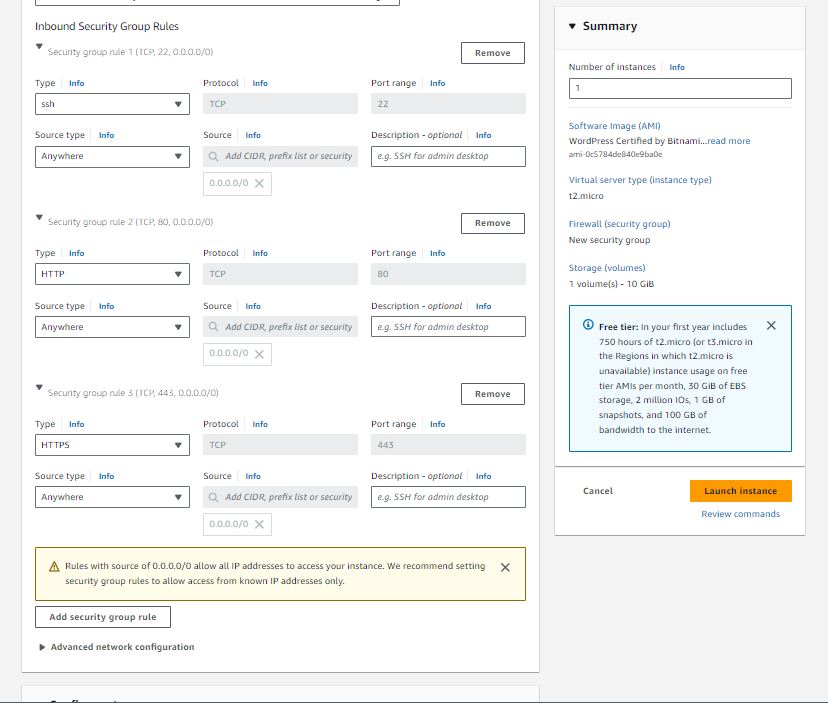 Inbound Security Group Rules
Security group rule 1 (TCP, 22, 0.0.0.0/0)
Remove
Type Info Protocol Info Port range Info
ssh TCP 22
Source type Info Source Info Description - optional Info
Anywhere Add CIDR, prefix list or security e.g. SSH for admin desktop
0.0.0.0/0
Security group rule 2 (TCP, 80, 0.0.0.0/0)
Remove
Type Info Protocol Info Port range Info
HTTP TCP 80
Source type Info Source Info Description - optional Info
Anywhere Add CIDR, prefix list or security e.g. SSH for admin desktop
0.0.0.0/0
Security group rule 3 (TCP, 443, 0.0.0.0/0)
Remove
Type Info Protocol Info Port range Info
HTTPS TCP 443
Source type Info Source Info Description - optional Info
Anywhere Add CIDR, prefix list or security e.g. SSH for admin desktop
0.0.0.0/0
Rules with source of 0.0.0.0/0 allow all IP addresses to access your instance. We recommend setting
security group rules to allow access from known IP addresses only.
Add security group rule
Advanced network configuration
Summary
Number of instances Info
1
Software Image (AMI)
WordPress Certified by Bitnami...read more
ami-0c5784de840e9ba0e
Virtual server type (instance type)
t2.micro
Firewall (security group)
New security group
Storage (volumes)
1 volume(s) - 10 GiB
Free tier: In your first year includes
750 hours of t2.micro (or t3.micro in
the Regions in which t2.micro is
unavailable) instance usage on free
tier AMIs per month, 30 GiB of EBS
storage, 2 million IOs, 1 GB of
snapshots, and 100 GB of
bandwidth to the internet.
Cancel
Launch instance
Review commands